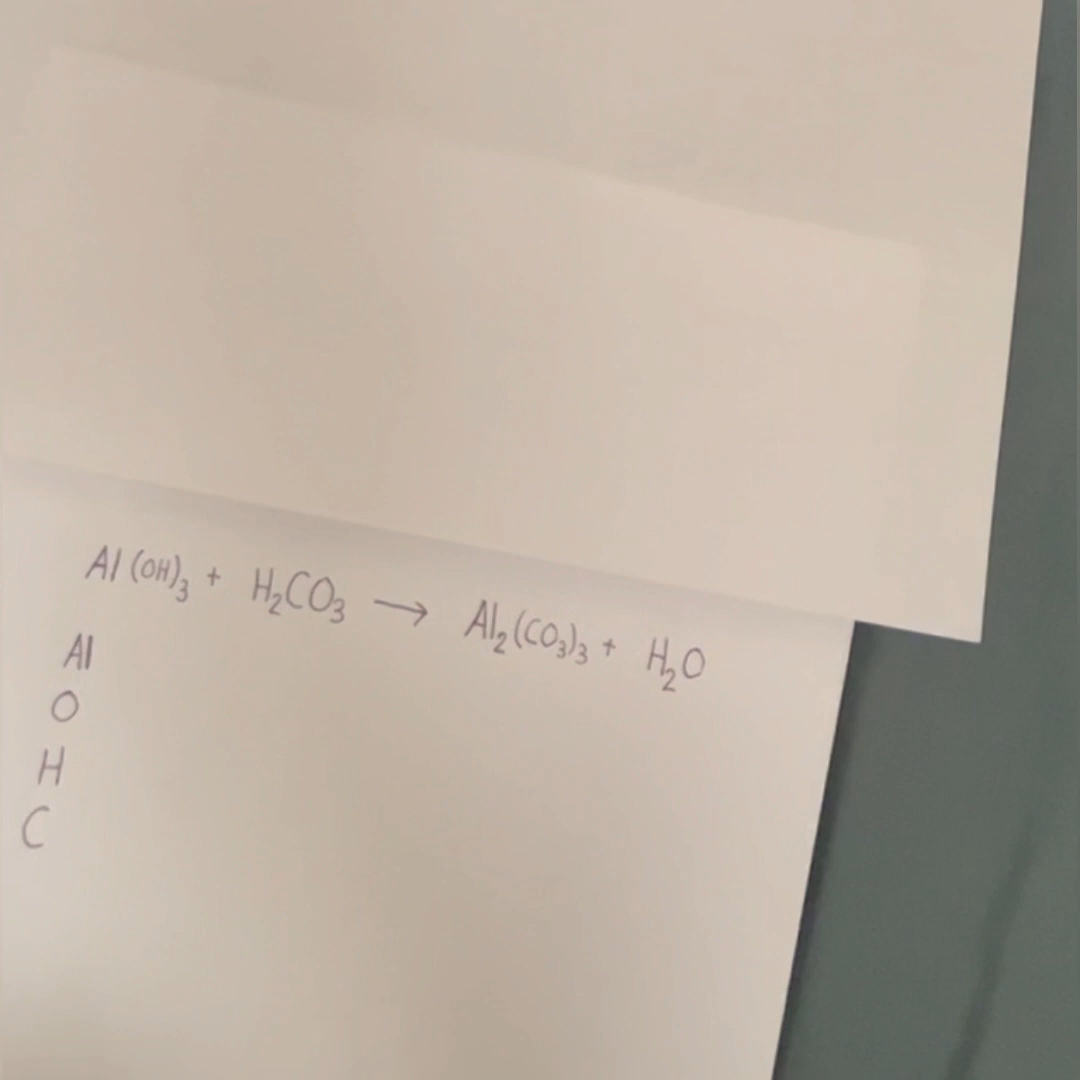 Al(OH)₃ + H₂CO₃ → Al₂(CO₃)₃ + H₂O
Al
O
H
C